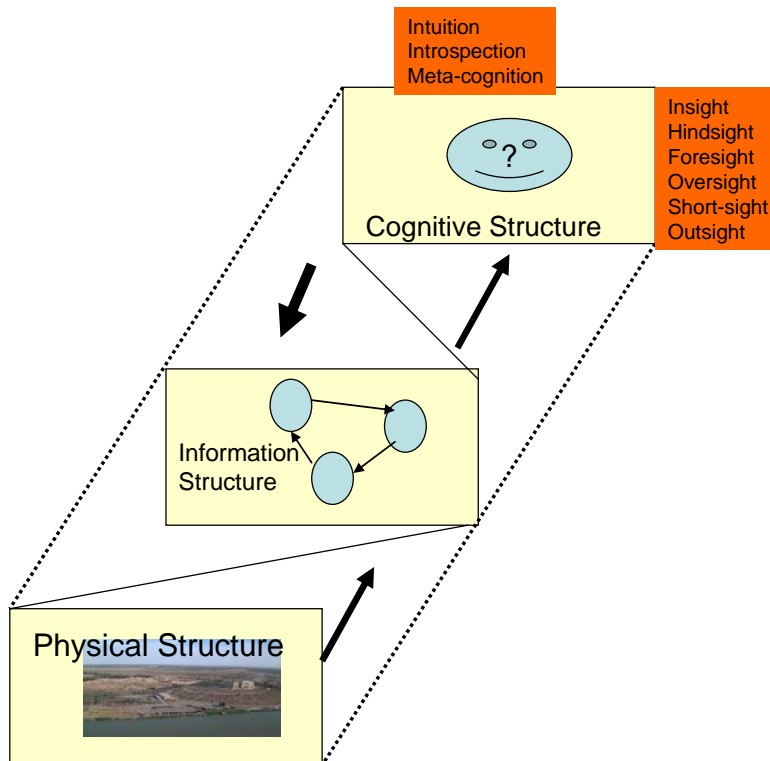 Intuition
Introspection
Meta-cognition
Insight
Hindsight
Foresight
Oversight
Short-sight
Outsight
?
Cognitive Structure
Information
Structure
Physical Structure